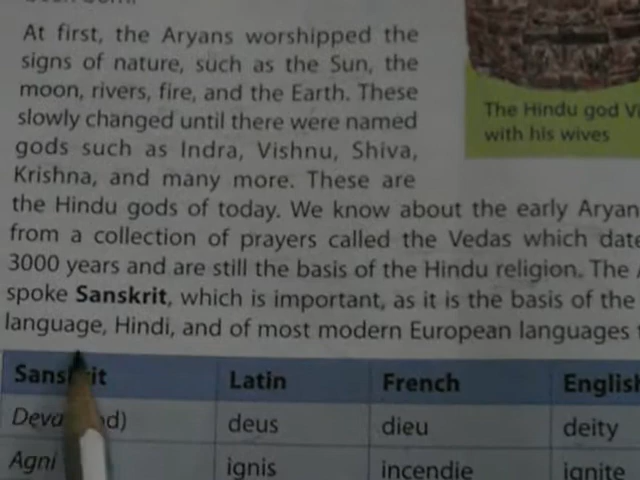 At first, the Aryans worshipped the
signs of nature, such as the Sun, the
moon, rivers, fire, and the Earth. These
slowly changed until there were named
gods such as Indra, Vishnu, Shiva,
Krishna, and many more. These are
the Hindu gods of today. We know about the early Aryan
from a collection of prayers called the Vedas which date
3000 years and are still the basis of the Hindu religion. The
spoke Sanskrit, which is important, as it is the basis of the
language, Hindi, and of most modern European languages
The Hindu god
with his wives
Sanskrit Latin French English
Deva deus dieu deity
Agni ignis incendie ignite